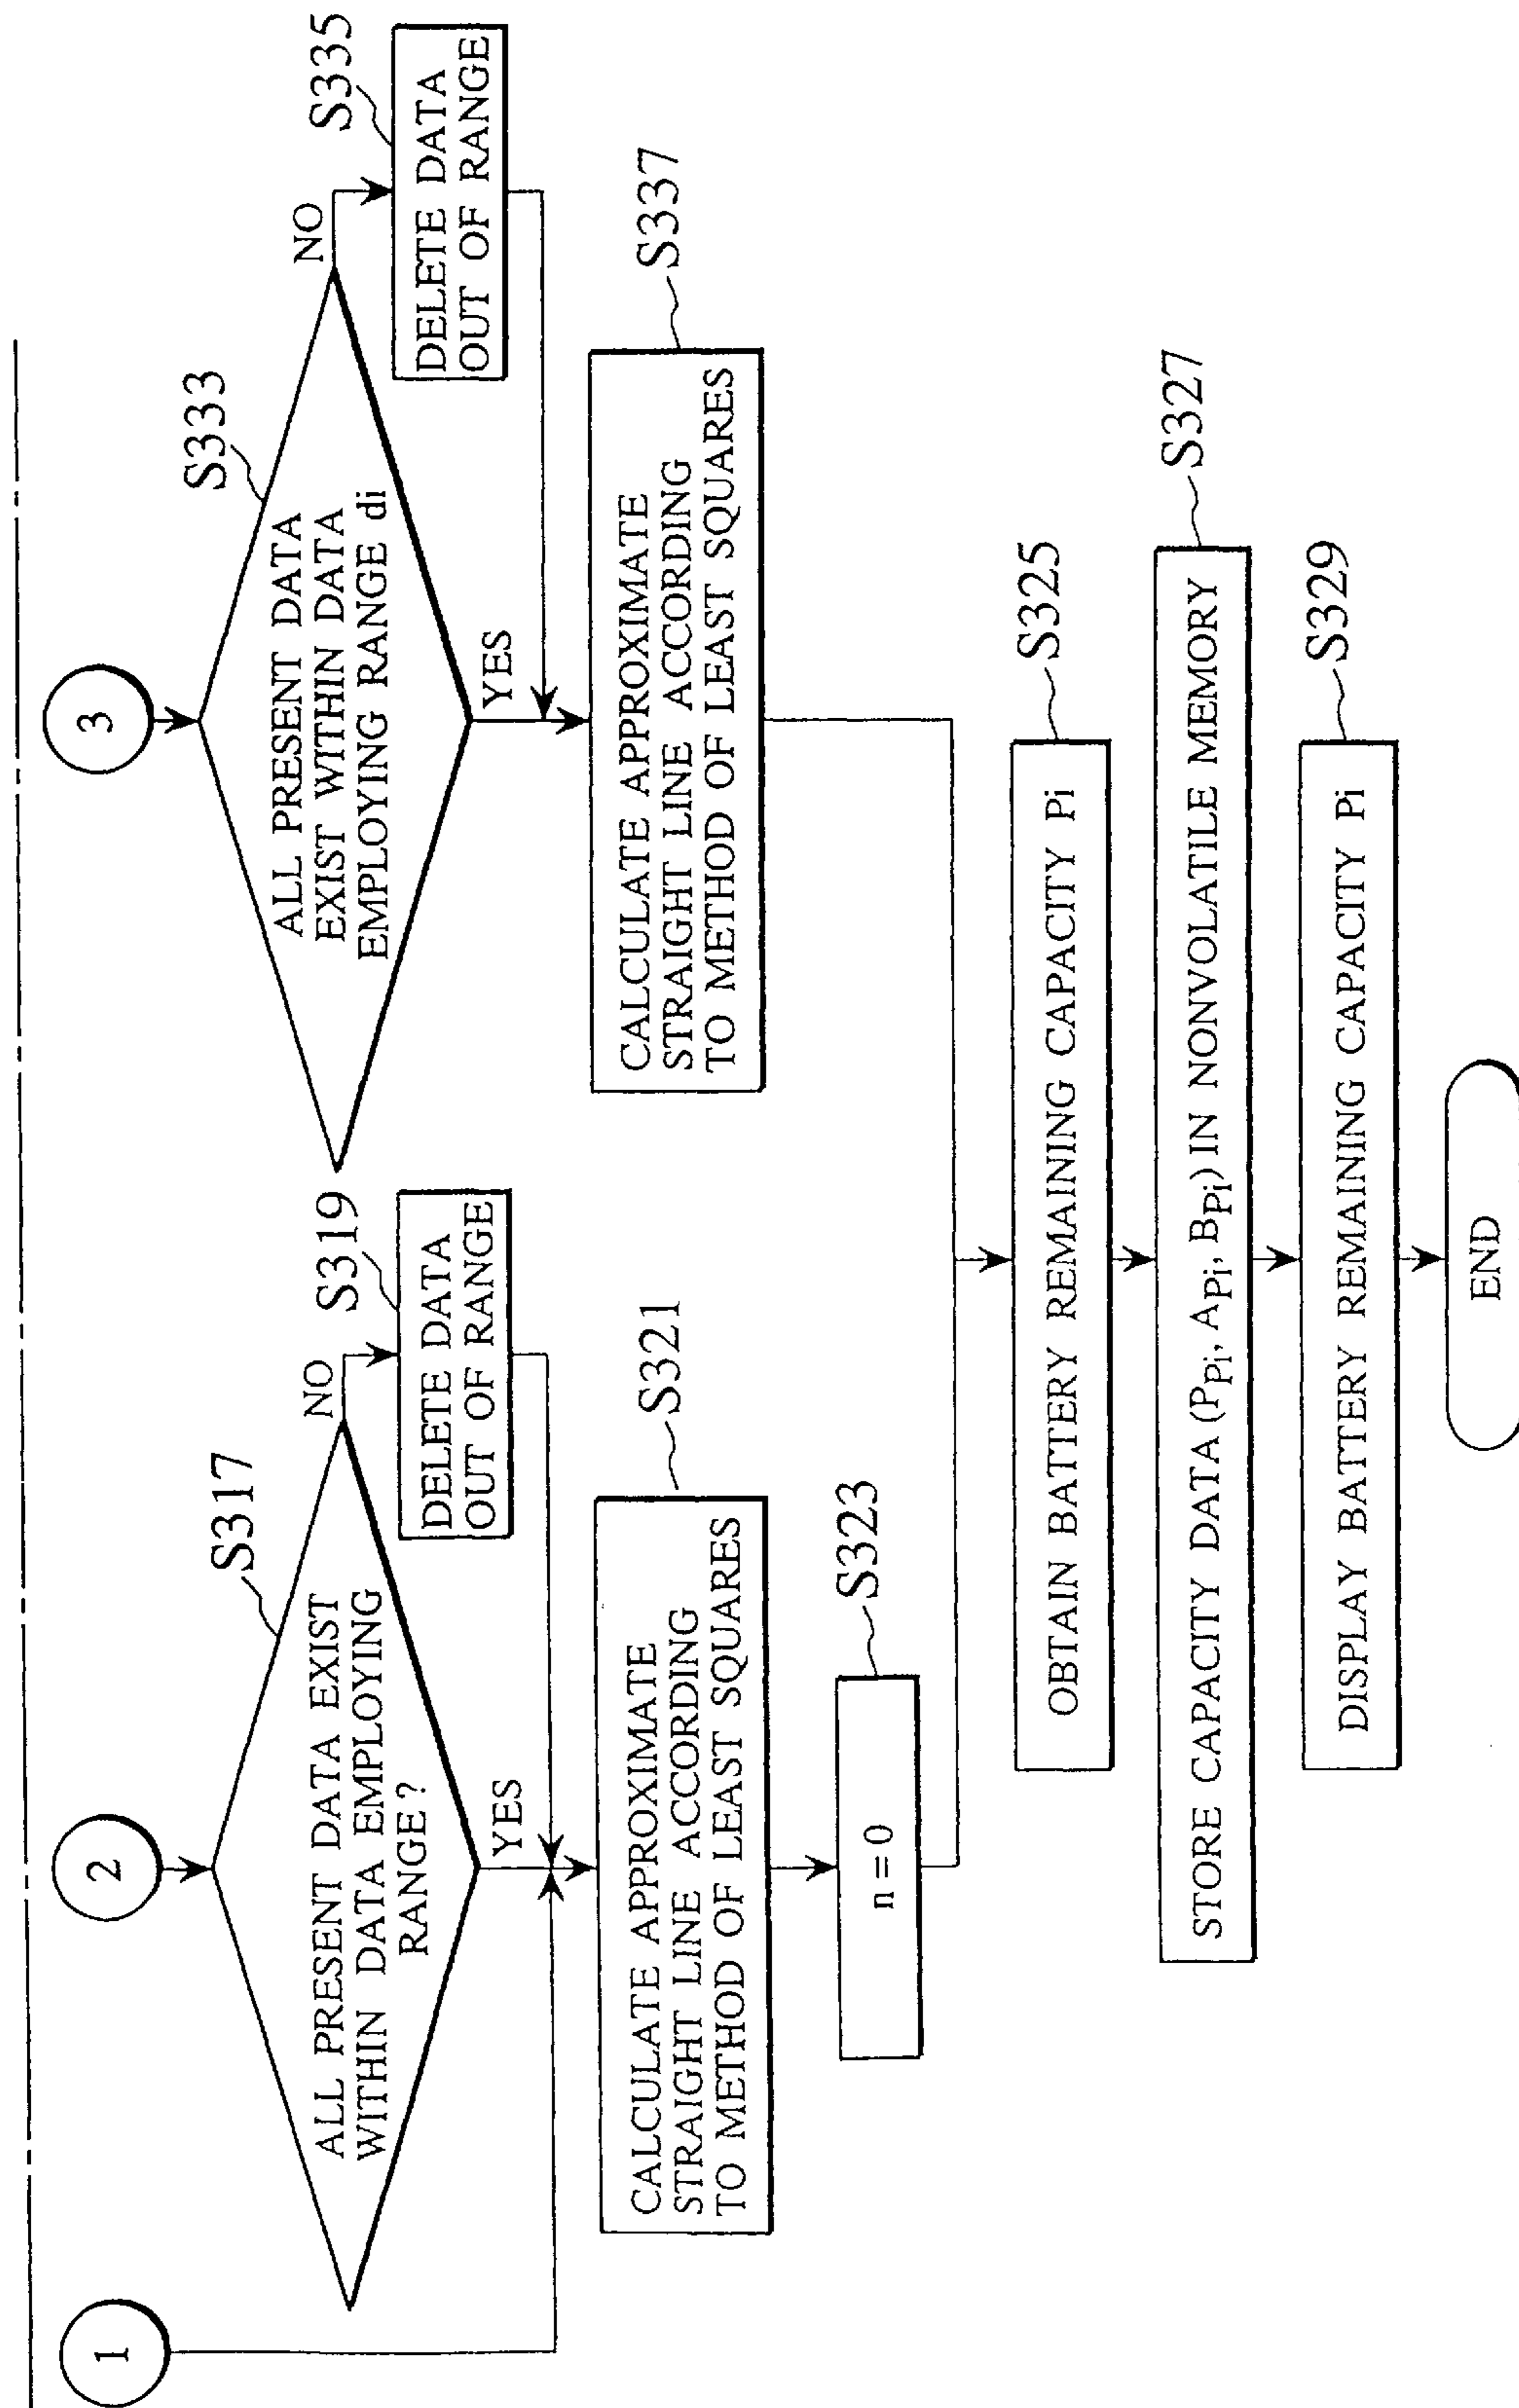 1
2
ALL PRESENT DATA EXIST
WITHIN DATA EMPLOYING
RANGE?
S317
NO
YES
S319
DELETE DATA
OUT OF RANGE
CALCULATE APPROXIMATE
STRAIGHT LINE ACCORDING
TO METHOD OF LEAST SQUARES
S321
n = 0
S323
3
ALL PRESENT DATA
EXIST WITHIN DATA
EMPLOYING RANGE di
S333
NO
YES
S335
DELETE DATA
OUT OF RANGE
CALCULATE APPROXIMATE
STRAIGHT LINE ACCORDING
TO METHOD OF LEAST SQUARES
S337
OBTAIN BATTERY REMAINING CAPACITY Pi
S325
STORE CAPACITY DATA (PPi, APi, BPi) IN NONVOLATILE MEMORY
S327
DISPLAY BATTERY REMAINING CAPACITY Pi
S329
END